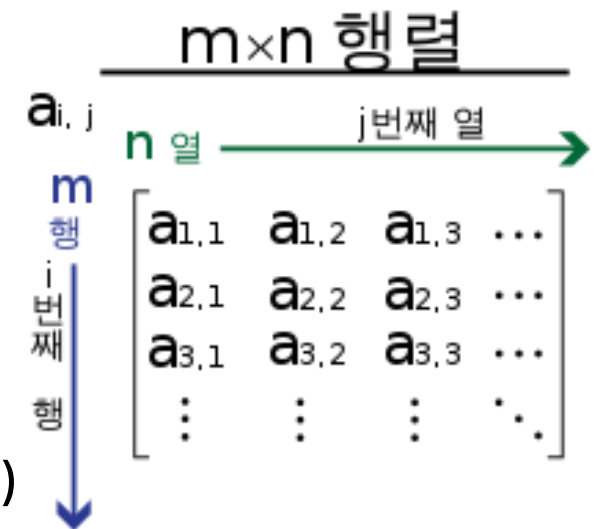 m×n 행렬
aᵢ, ⱼ
j번째 열
n 열
m
행
i번째 행
a₁,₁ a₁,₂ a₁,₃ ⋯
a₂,₁ a₂,₂ a₂,₃ ⋯
a₃,₁ a₃,₂ a₃,₃ ⋯
⋮ ⋮ ⋮ ⋱
)